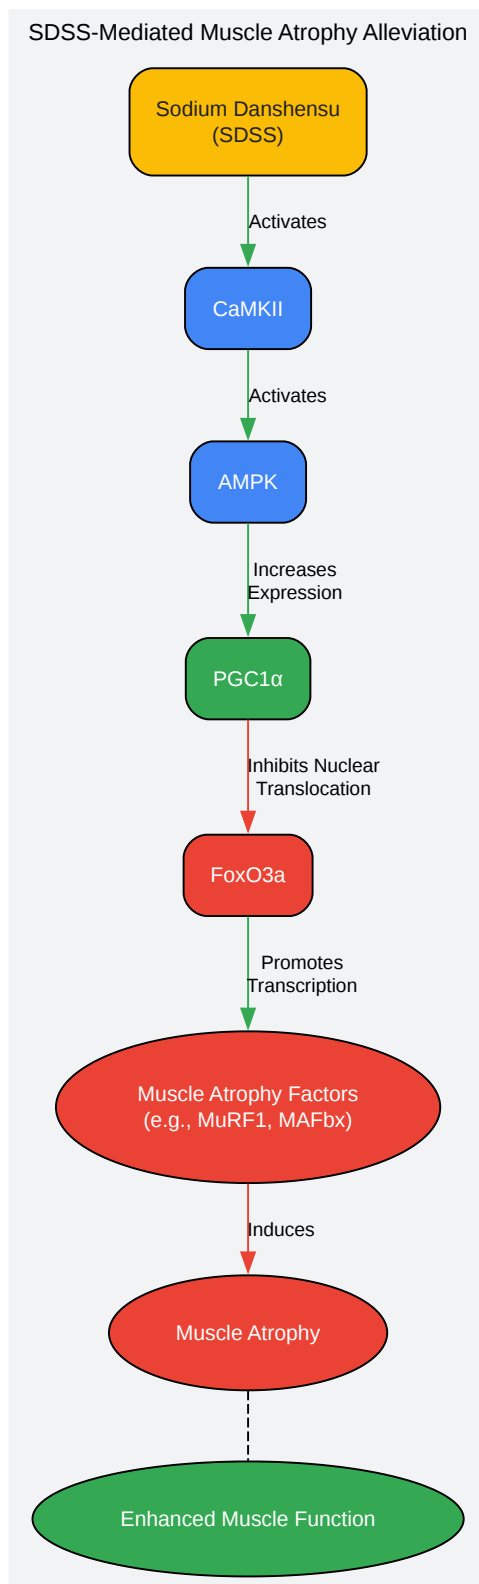 SDSS-Mediated Muscle Atrophy Alleviation
Sodium Danshensu
(SDSS)
Activates
CaMKII
Activates
AMPK
Increases
Expression
PGC1α
Inhibits Nuclear
Translocation
FoxO3a
Promotes
Transcription
Muscle Atrophy Factors
(e.g., MuRF1, MAFbx)
Induces
Muscle Atrophy
Enhanced Muscle Function